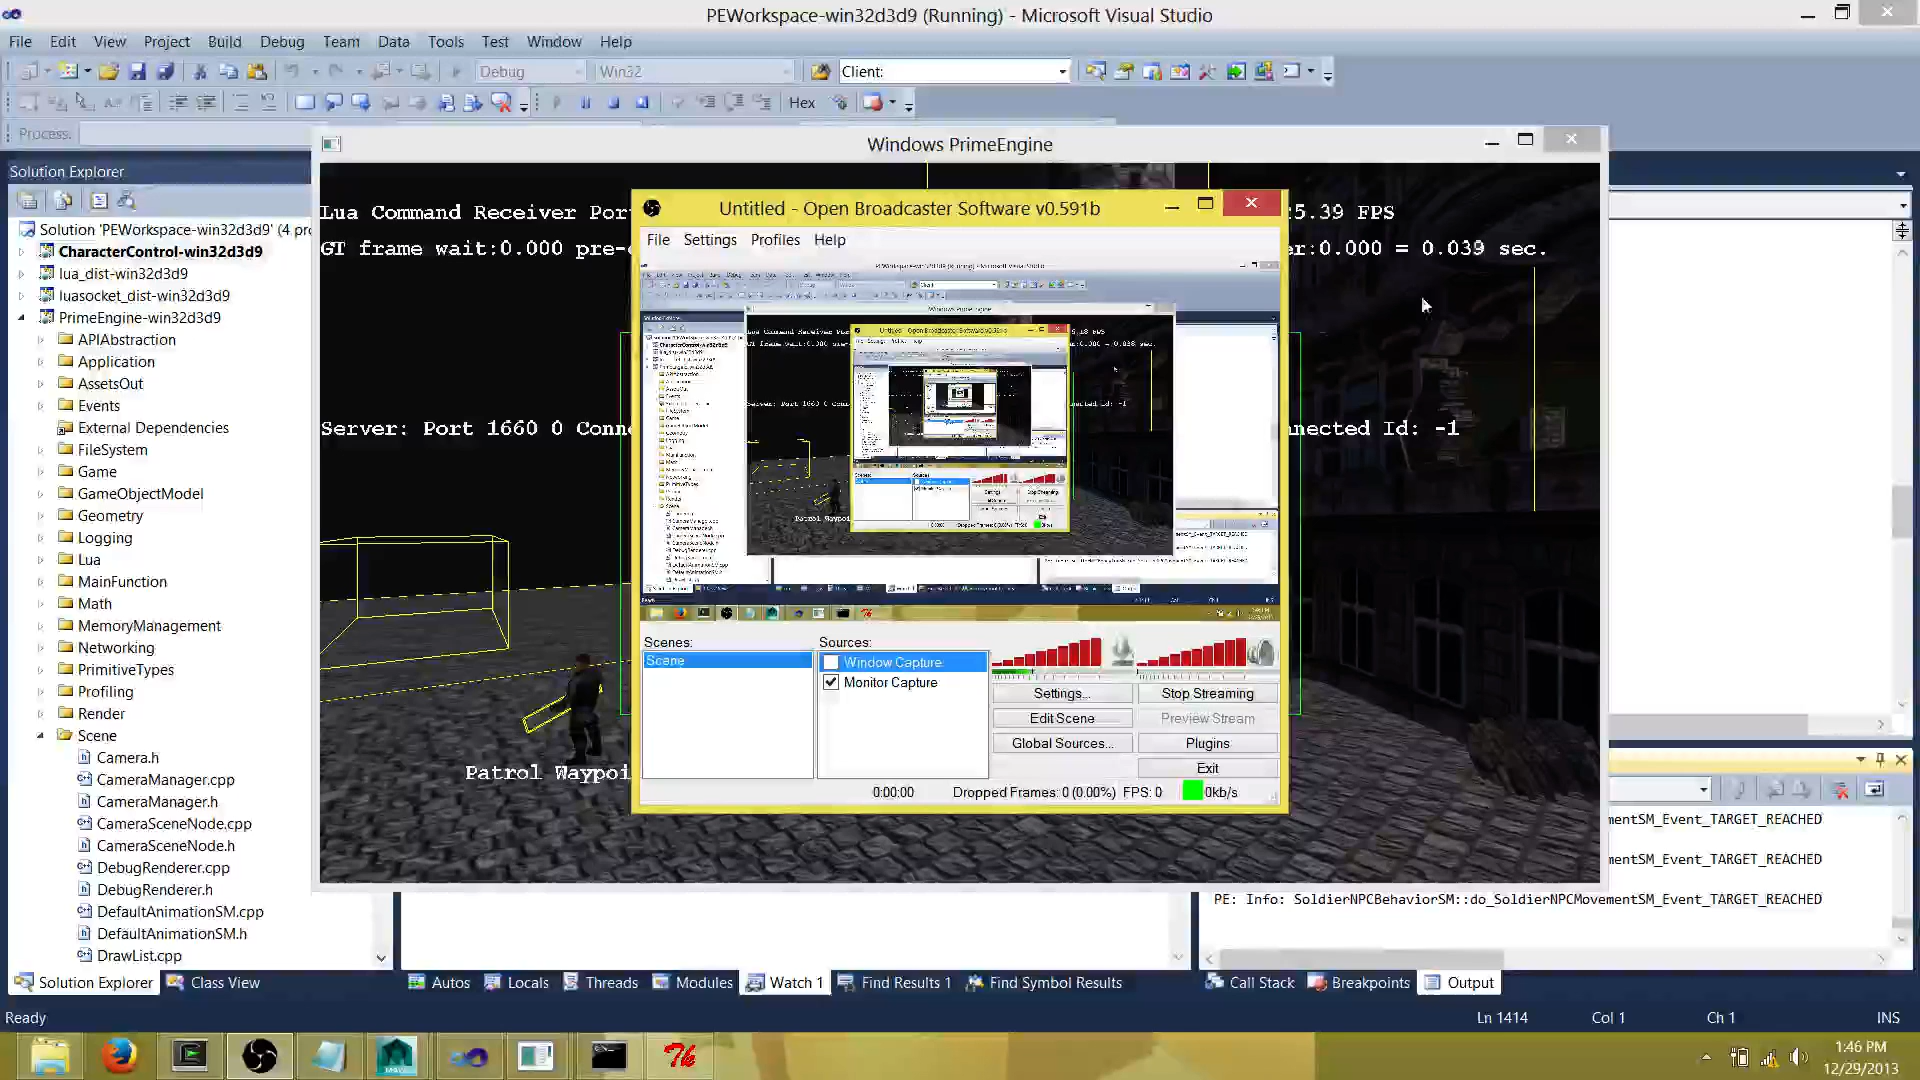 PEWorkspace-win32d3d9 (Running) - Microsoft Visual Studio
File Edit View Project Build Debug Team Data Tools Test Window Help
Debug Win32 Client:
Hex
Process:
Windows PrimeEngine
Solution Explorer
Solution 'PEWorkspace-win32d3d9' (4 pro
CharacterControl-win32d3d9
lua_dist-win32d3d9
luasocket_dist-win32d3d9
PrimeEngine-win32d3d9
APIAbstraction
Application
AssetsOut
Events
External Dependencies
FileSystem
Game
GameObjectModel
Geometry
Logging
Lua
MainFunction
Math
MemoryManagement
Networking
PrimitiveTypes
Profiling
Render
Scene
Camera.h
CameraManager.cpp
CameraManager.h
CameraSceneNode.cpp
CameraSceneNode.h
DebugRenderer.cpp
DebugRenderer.h
DefaultAnimationSM.cpp
DefaultAnimationSM.h
DrawList.cpp
Lua Command Receiver Por 5.39 FPS
GT frame wait:0.000 pre- er:0.000 = 0.039 sec.
Server: Port 1660 0 Conn nnected Id: -1
Patrol Waypoi
Untitled - Open Broadcaster Software v0.591b
File Settings Profiles Help
Scenes: Sources:
Scene
Window Capture
Monitor Capture
Settings... Stop Streaming
Edit Scene Preview Stream
Global Sources... Plugins
Exit
0:00:00 Dropped Frames: 0 (0.00%) FPS: 0 0kb/s
mentSM_Event_TARGET_REACHED
mentSM_Event_TARGET_REACHED
PE: Info: SoldierNPCBehaviorSM::do_SoldierNPCMovementSM_Event_TARGET_REACHED
Solution Explorer Class View Autos Locals Threads Modules Watch 1 Find Results 1 Find Symbol Results Call Stack Breakpoints Output
Ready Ln 1414 Col 1 Ch 1 INS
1:46 PM
12/29/2013